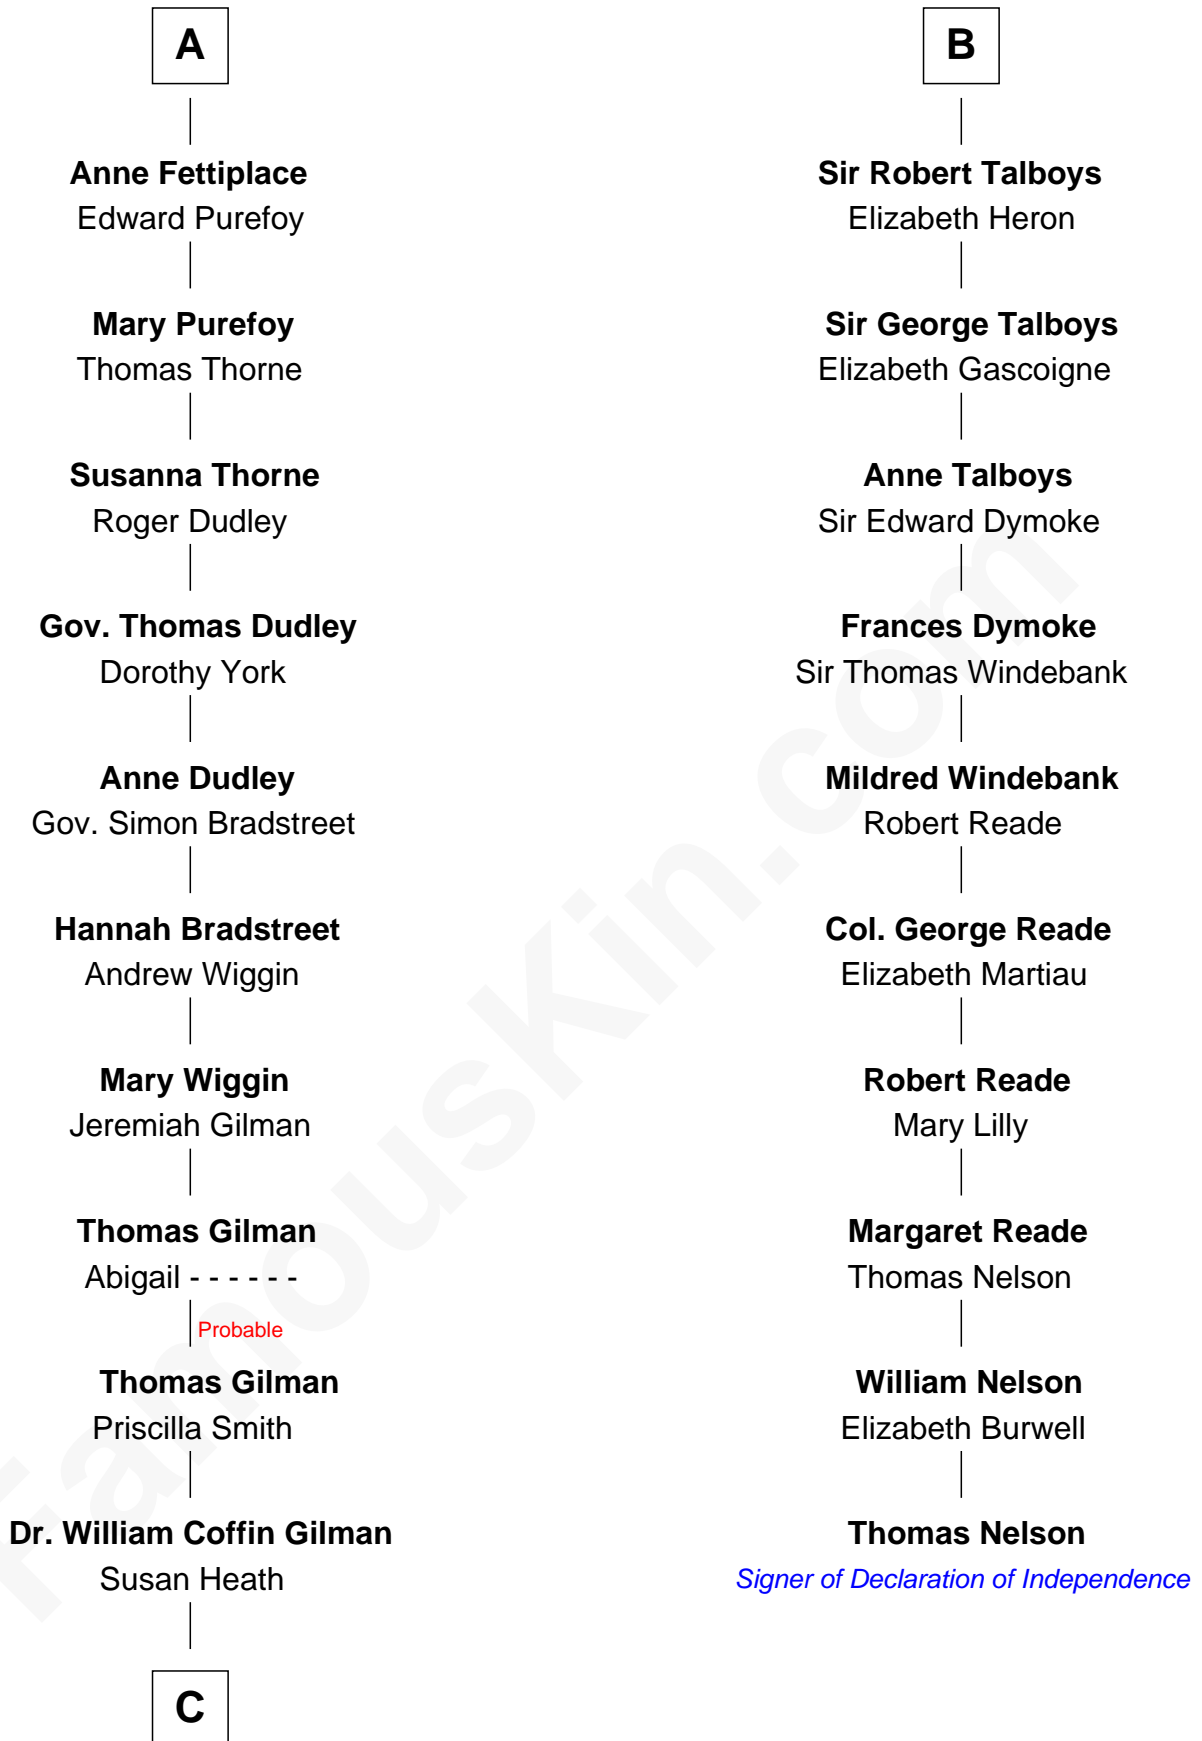 A
Anne Fettiplace
Edward Purefoy
Mary Purefoy
Thomas Thorne
Susanna Thorne
Roger Dudley
Gov. Thomas Dudley
Dorothy York
Anne Dudley
Gov. Simon Bradstreet
Hannah Bradstreet
Andrew Wiggin
Mary Wiggin
Jeremiah Gilman
Thomas Gilman
Abigail - - - - - -
Probable
Thomas Gilman
Priscilla Smith
Dr. William Coffin Gilman
Susan Heath
C
B
Sir Robert Talboys
Elizabeth Heron
Sir George Talboys
Elizabeth Gascoigne
Anne Talboys
Sir Edward Dymoke
Frances Dymoke
Sir Thomas Windebank
Mildred Windebank
Robert Reade
Col. George Reade
Elizabeth Martiau
Robert Reade
Mary Lilly
Margaret Reade
Thomas Nelson
William Nelson
Elizabeth Burwell
Thomas Nelson
Signer of Declaration of Independence
FamousKin.com